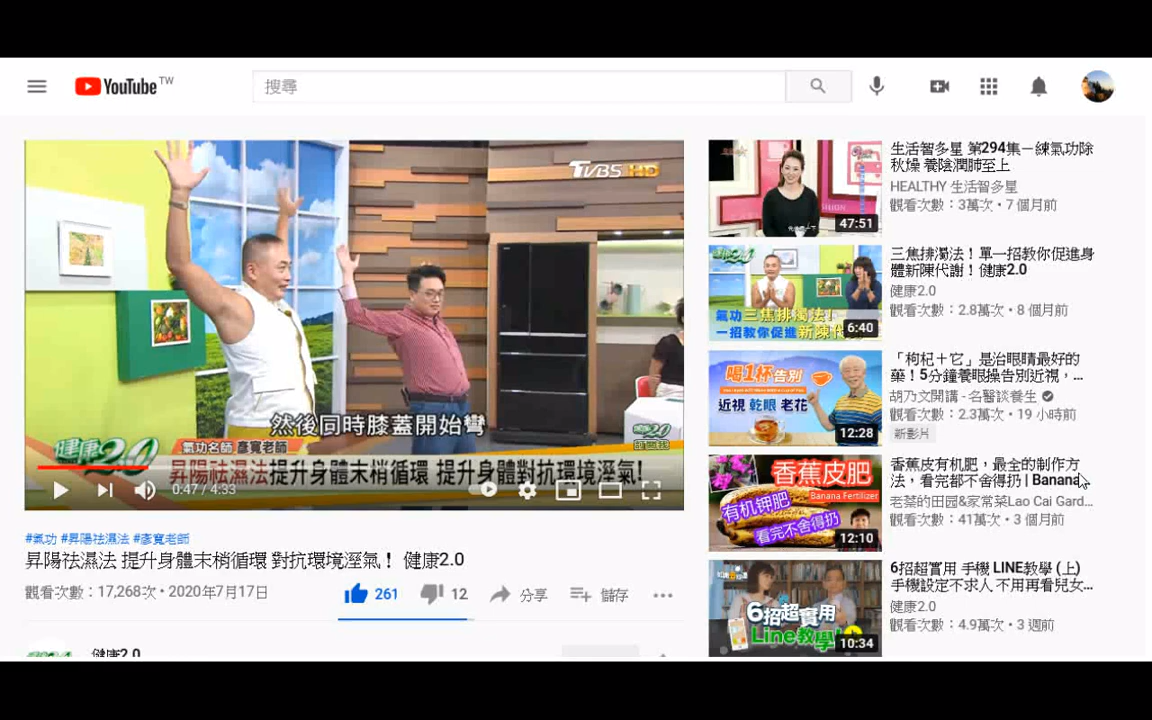 YouTube TW
搜尋
TVBS HD
然後同時膝蓋開始彎
健康2.0
氣功名師 彥寬老師
昇陽祛濕法提升身體末梢循環 提升身體對抗環境溼氣!
0:47 / 4:33
#氣功 #昇陽祛濕法 #彥寬老師
昇陽祛濕法 提升身體末梢循環 對抗環境溼氣! 健康2.0
觀看次數:17,268次 • 2020年7月17日
261
12
分享
儲存
健康2.0
47:51
生活智多星 第294集－練氣功除
秋燥 養陰潤肺至上
HEALTHY 生活智多星
觀看次數:3萬次 • 7 個月前
氣功三焦排濁法!
一招教你促進新陳代
6:40
三焦排濁法!單一招教你促進身
體新陳代謝!健康2.0
健康2.0
觀看次數:2.8萬次 • 8 個月前
喝1杯告別
近視 乾眼 老花
12:28
「枸杞＋它」是治眼睛最好的
藥!5分鐘養眼操告別近視，...
胡乃文開講 - 名醫談養生
觀看次數:2.3萬次 • 19 小時前
新影片
香蕉皮肥
Banana Fertilizer
有机钾肥
看完不舍得扔
12:10
香蕉皮有机肥，最全的制作方
法，看完都不舍得扔 | Banana
老菜的田园&家常菜Lao Cai Gard...
觀看次數:41萬次 • 3 個月前
6招超實用
Line教學
10:34
6招超實用 手機 LINE教學 (上)
手機設定不求人 不用再看兒女...
健康2.0
觀看次數:4.9萬次 • 3 週前